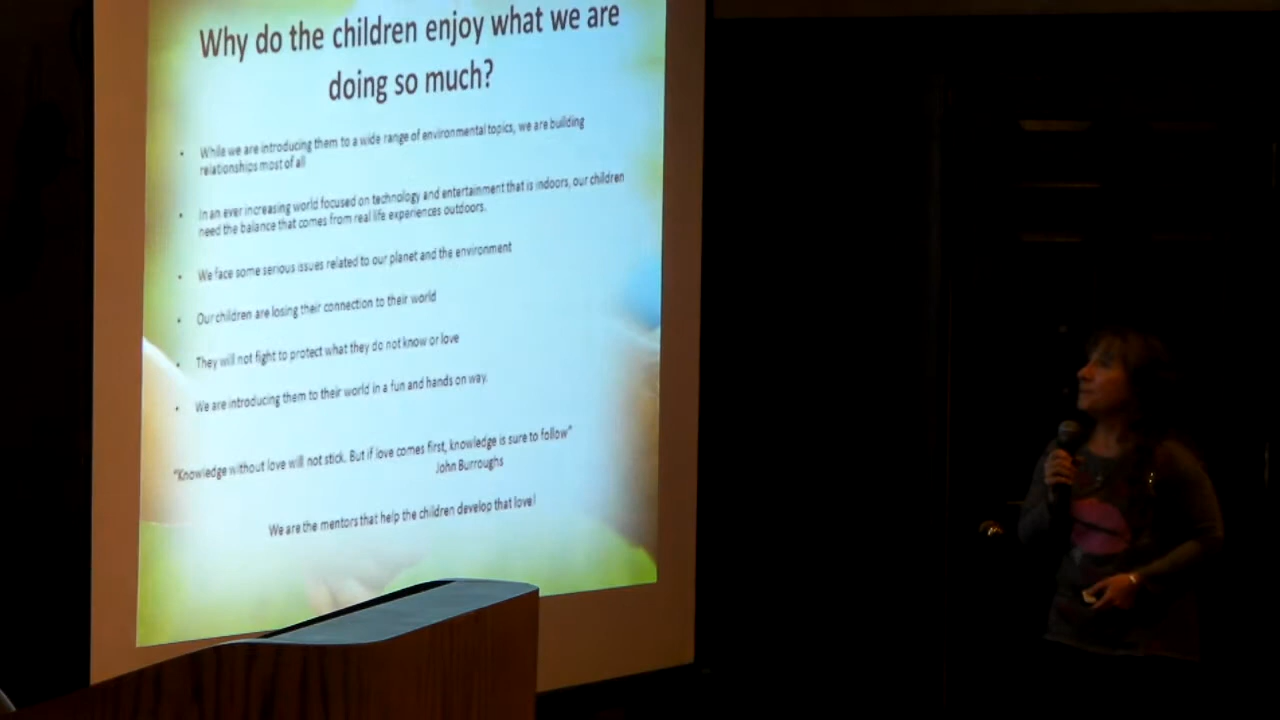 Why do the children enjoy what we are
doing so much?
• While we are introducing them to a wide range of environmental topics, we are building
relationships most of all
• In an ever increasing world focused on technology and entertainment that is indoors, our children
need the balance that comes from real life experiences outdoors.
• We face some serious issues related to our planet and the environment
• Our children are losing their connection to their world
• They will not fight to protect what they do not know or love
• We are introducing them to their world in a fun and hands on way.
"Knowledge without love will not stick. But if love comes first, knowledge is sure to follow"
John Burroughs
We are the mentors that help the children develop that love!